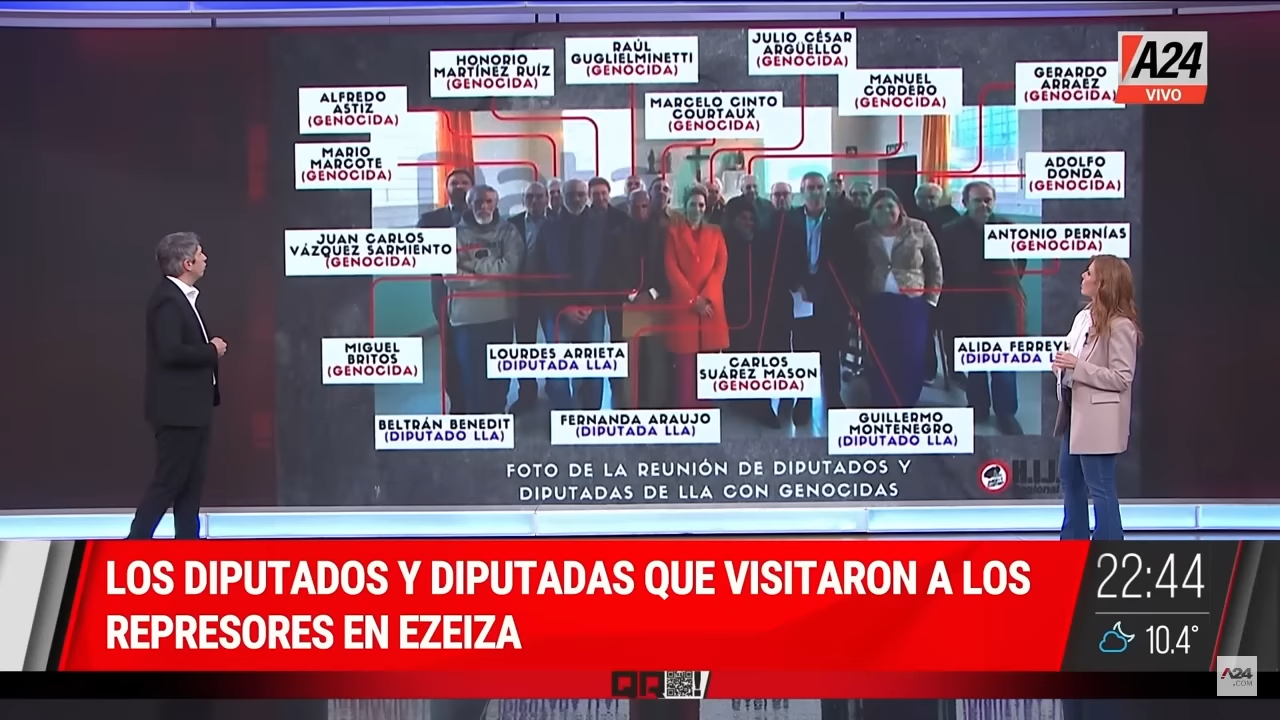 A24
VIVO
JULIO CÉSAR
ARGÜELLO
(GENOCIDA)
RAÚL
GUGLIELMINETTI
(GENOCIDA)
HONORIO
MARTÍNEZ RUÍZ
(GENOCIDA)
GERARDO
ARRAEZ
(GENOCIDA)
MANUEL
CORDERO
(GENOCIDA)
ALFREDO
ASTIZ
(GENOCIDA)
MARCELO CINTO
COURTAUX
(GENOCIDA)
MARIO
MARCOTE
(GENOCIDA)
ADOLFO
DONDA
(GENOCIDA)
JUAN CARLOS
VÁZQUEZ SARMIENTO
(GENOCIDA)
ANTONIO PERNÍAS
(GENOCIDA)
MIGUEL
BRITOS
(GENOCIDA)
LOURDES ARRIETA
(DIPUTADA LLA)
CARLOS
SUÁREZ MASON
(GENOCIDA)
ALIDA
(DIPUTADA
BELTRÁN BENEDIT
(DIPUTADO LLA)
FERNANDA ARAUJO
(DIPUTADA LLA)
GUILLERMO
MONTENEGRO
(DIPUTADO LLA)
FOTO DE LA REUNIÓN DE DIPUTADOS Y
DIPUTADAS DE LLA CON GENOCIDAS
LOS DIPUTADOS Y DIPUTADAS QUE VISITARON A LOS
REPRESORES EN EZEIZA
22:44
10.4°
A24
.COM